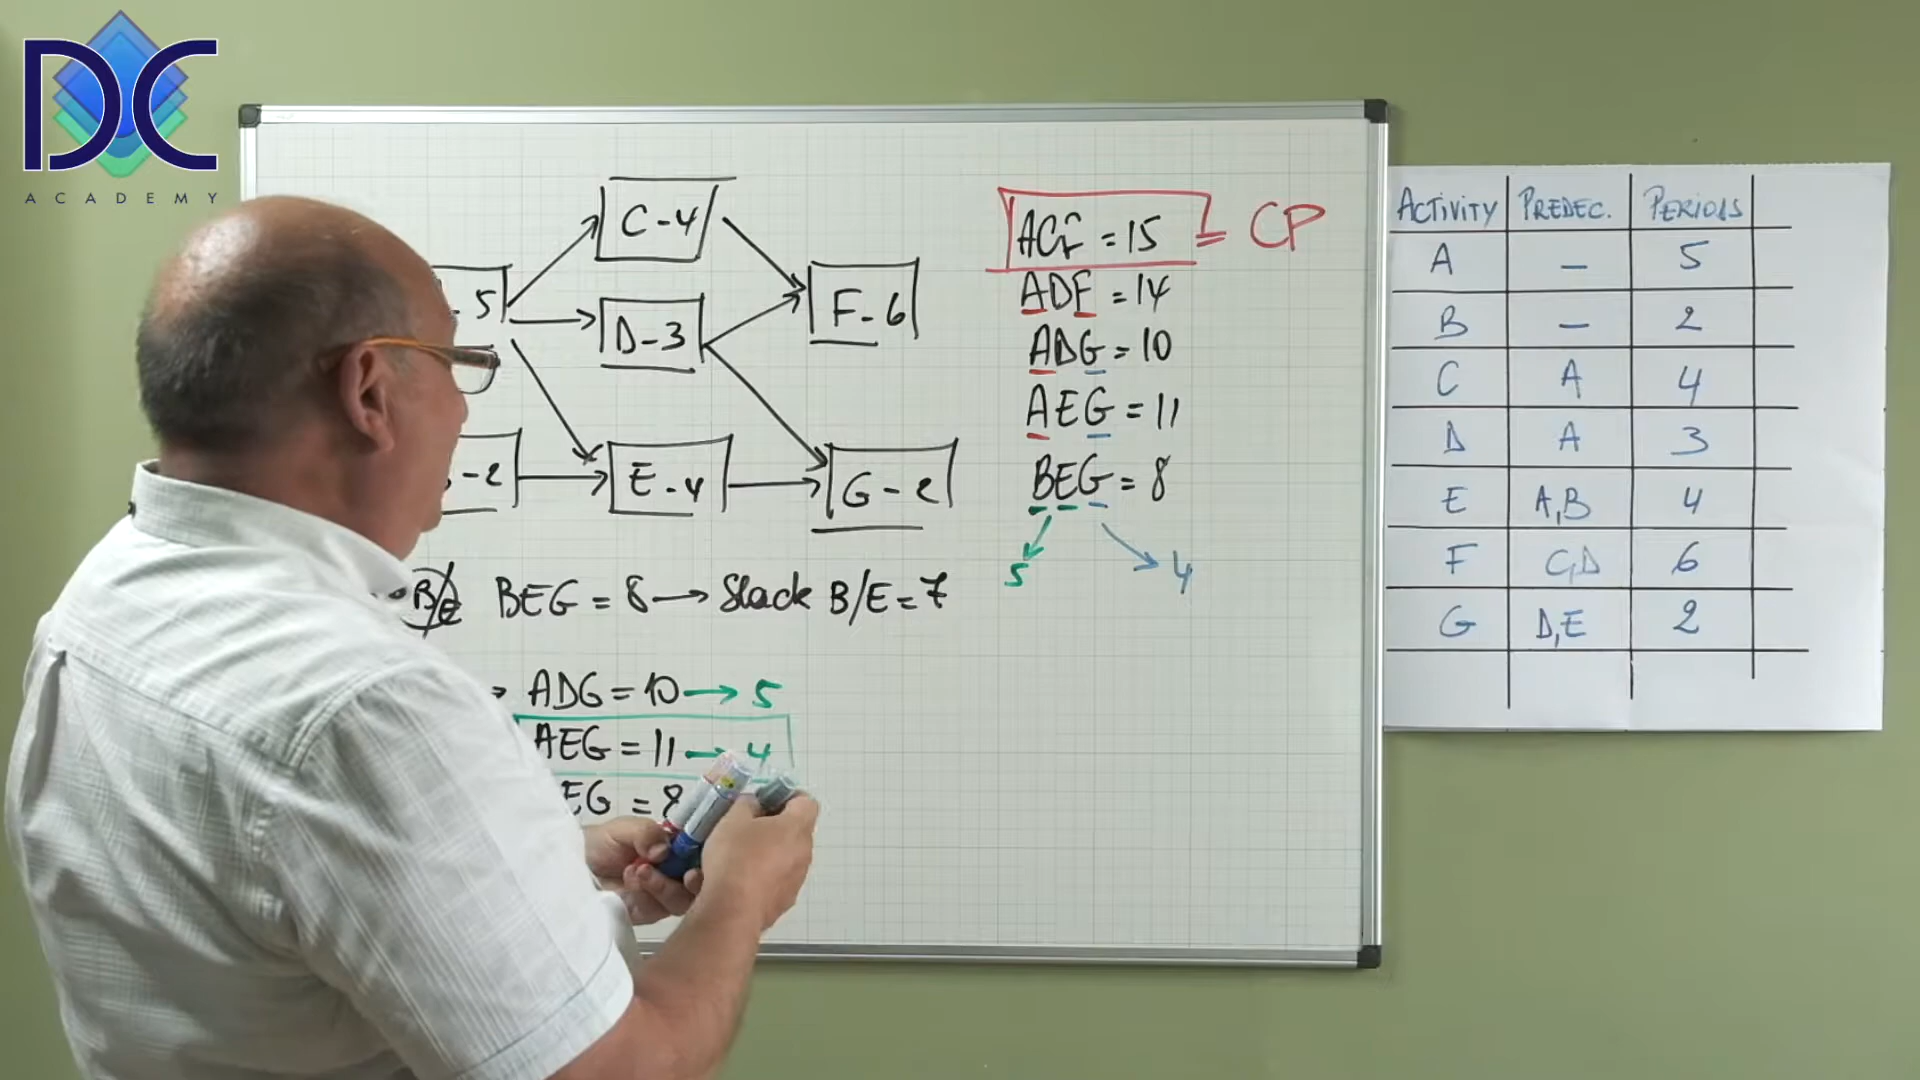 DC
ACADEMY
C-4
5
D-3
F-6
-2
E-4
G-2
ACF = 15 = CP
ADF = 14
ADG = 10
AEG = 11
BEG = 8
5 4
B/E BEG = 8 → Slack B/E = 7
→ ADG = 10 → 5
AEG = 11 → 4
EG = 8
ACTIVITY PREDEC. PERIODS
A – 5
B – 2
C A 4
D A 3
E A,B 4
F C,D 6
G D,E 2